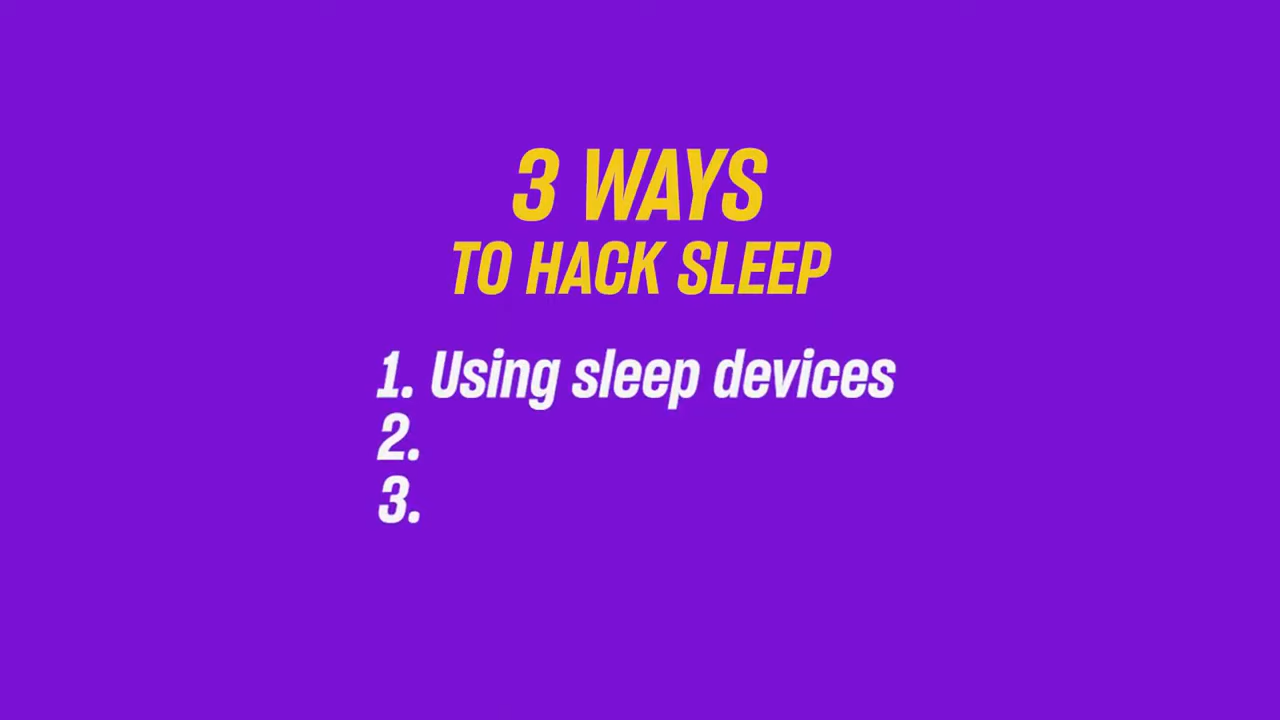 3 WAYS
TO HACK SLEEP
1. Using sleep devices
2.
3.